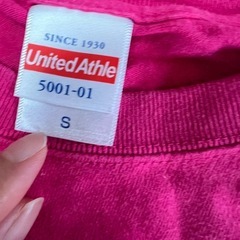 SINCE 1930
United Athle
5001-01
S